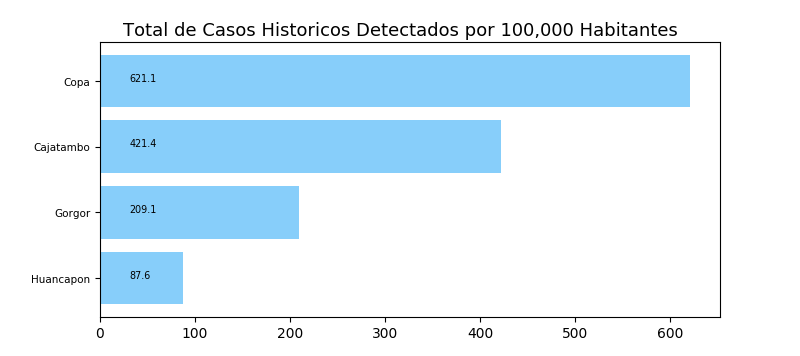 Total de Casos Historicos Detectados por 100,000 Habitantes
Copa 621.1
Cajatambo 421.4
Gorgor 209.1
Huancapon 87.6
0 100 200 300 400 500 600